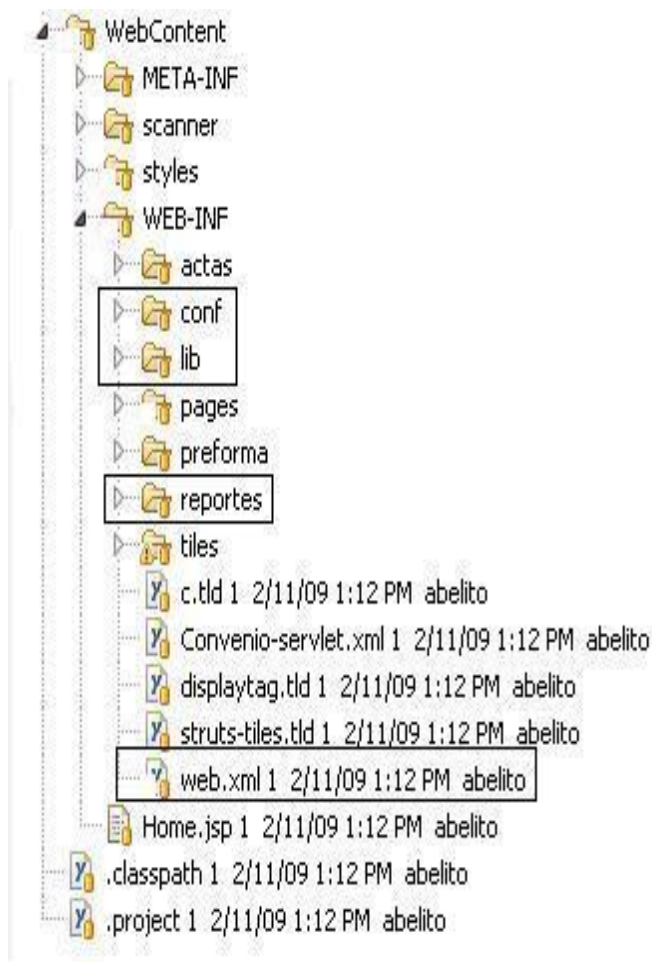 WebContent
META-INF
scanner
styles
WEB-INF
actas
conf
lib
pages
preforma
reportes
tiles
c.tld 1 2/11/09 1:12 PM abelito
Convenio-servlet.xml 1 2/11/09 1:12 PM abelito
displaytag.tld 1 2/11/09 1:12 PM abelito
struts-tiles.tld 1 2/11/09 1:12 PM abelito
web.xml 1 2/11/09 1:12 PM abelito
Home.jsp 1 2/11/09 1:12 PM abelito
.classpath 1 2/11/09 1:12 PM abelito
.project 1 2/11/09 1:12 PM abelito